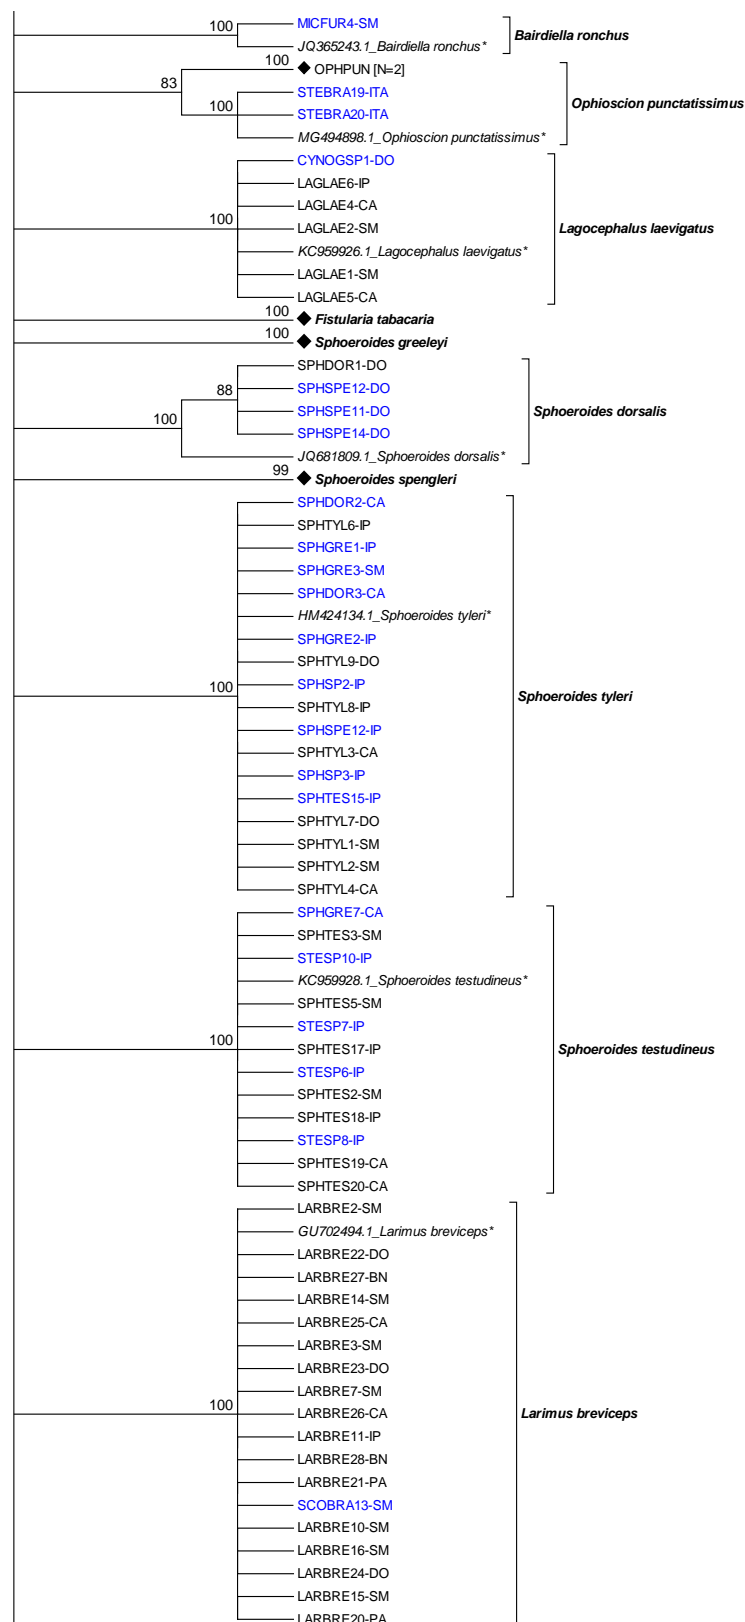 100
MICFUR4-SM
JQ365243.1_Bairdiella ronchus*
Bairdiella ronchus
83
100
◆ OPHPUN [N=2]
100
STEBRA19-ITA
STEBRA20-ITA
MG494898.1_Ophioscion punctatissimus*
Ophioscion punctatissimus
100
CYNOGSP1-DO
LAGLAE6-IP
LAGLAE4-CA
LAGLAE2-SM
KC959926.1_Lagocephalus laevigatus*
LAGLAE1-SM
LAGLAE5-CA
Lagocephalus laevigatus
100
◆ Fistularia tabacaria
100
◆ Sphoeroides greeleyi
100
88
SPHDOR1-DO
SPHSPE12-DO
SPHSPE11-DO
SPHSPE14-DO
JQ681809.1_Sphoeroides dorsalis*
Sphoeroides dorsalis
99
◆ Sphoeroides spengleri
100
SPHDOR2-CA
SPHTYL6-IP
SPHGRE1-IP
SPHGRE3-SM
SPHDOR3-CA
HM424134.1_Sphoeroides tyleri*
SPHGRE2-IP
SPHTYL9-DO
SPHSP2-IP
SPHTYL8-IP
SPHSPE12-IP
SPHTYL3-CA
SPHSP3-IP
SPHTES15-IP
SPHTYL7-DO
SPHTYL1-SM
SPHTYL2-SM
SPHTYL4-CA
Sphoeroides tyleri
100
SPHGRE7-CA
SPHTES3-SM
STESP10-IP
KC959928.1_Sphoeroides testudineus*
SPHTES5-SM
STESP7-IP
SPHTES17-IP
STESP6-IP
SPHTES2-SM
SPHTES18-IP
STESP8-IP
SPHTES19-CA
SPHTES20-CA
Sphoeroides testudineus
100
LARBRE2-SM
GU702494.1_Larimus breviceps*
LARBRE22-DO
LARBRE27-BN
LARBRE14-SM
LARBRE25-CA
LARBRE3-SM
LARBRE23-DO
LARBRE7-SM
LARBRE26-CA
LARBRE11-IP
LARBRE28-BN
LARBRE21-PA
SCOBRA13-SM
LARBRE10-SM
LARBRE16-SM
LARBRE24-DO
LARBRE15-SM
LARBRE20-PA
Larimus breviceps